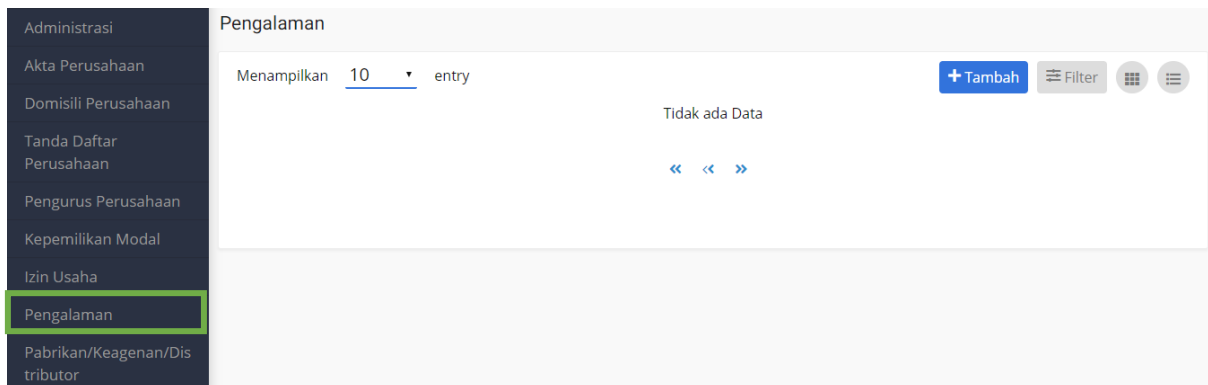 Administrasi
Akta Perusahaan
Domisili Perusahaan
Tanda Daftar
Perusahaan
Pengurus Perusahaan
Kepemilikan Modal
Izin Usaha
Pengalaman
Pabrikan/Keagenan/Dis
tributor
Pengalaman
Menampilkan 10 entry
+ Tambah Filter
Tidak ada Data